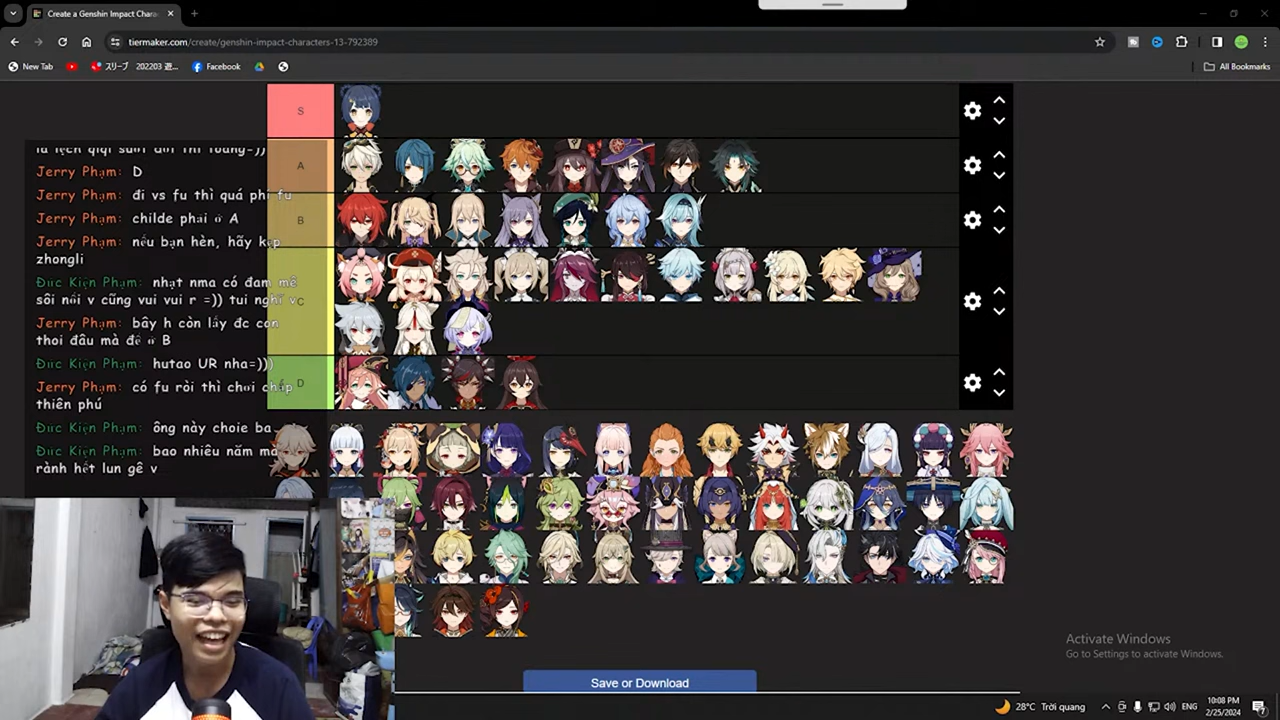 Create a Genshin Impact Chara
tiermaker.com/create/genshin-impact-characters-13-792389
New Tab
スリーブ
202203 遊...
Facebook
All Bookmarks
S
A
B
C
D
Jerry Phạm: D
đi vs fu thì quá phí fu
Jerry Phạm: childe phải ở A
Jerry Phạm: nếu bạn hèn, hãy kẹp
zhongli
Đức Kiện Phạm: nhạt nma có đam mê
sôi nổi v cũng vui vui r =)) tui nghĩ v
Jerry Phạm: bây h còn lấy đc con
thoi đâu mà để ở B
Đức Kiện Phạm: hutao UR nha=)))
Jerry Phạm: có fu rồi thì chơi chấp
thiên phú
Đức Kiện Phạm: ông này choie ba
Đức Kiện Phạm: bao nhiêu năm mà
rành hết lun gê v
Save or Download
Activate Windows
Go to Settings to activate Windows.
28°C Trời quang
ENG
10:08 PM
2/25/2024